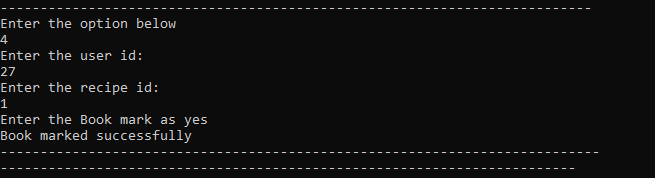 --------------------------------------------------------------------------
Enter the option below
4
Enter the user id:
27
Enter the recipe id:
1
Enter the Book mark as yes
Book marked successfully
---------------------------------------------------------------------------
------------------------------------------------------------------------